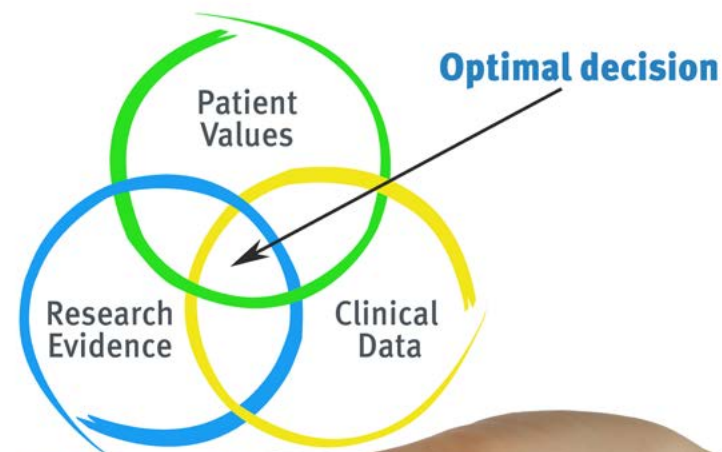 Optimal decision
Patient
Values
Research
Evidence
Clinical
Data